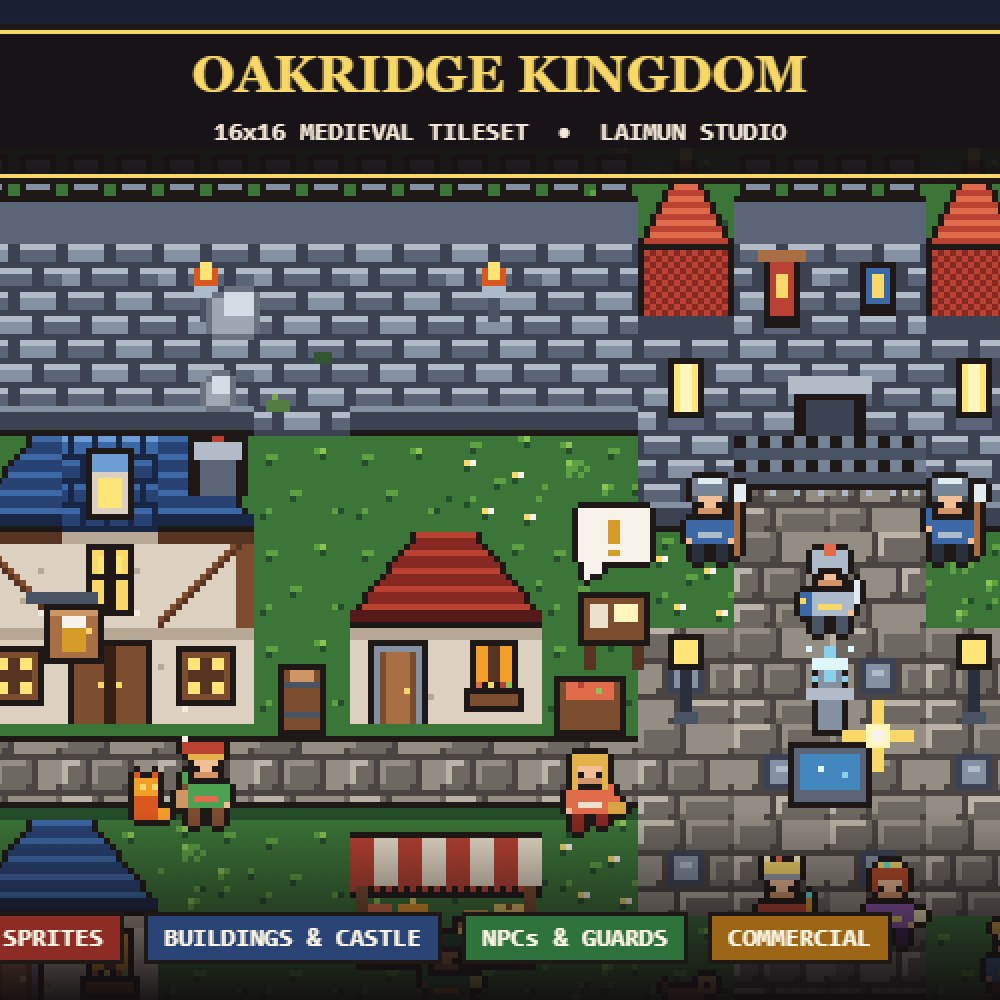 OAKRIDGE KINGDOM
16x16 MEDIEVAL TILESET • LAIMUN STUDIO
!
SPRITES
BUILDINGS & CASTLE
NPCs & GUARDS
COMMERCIAL